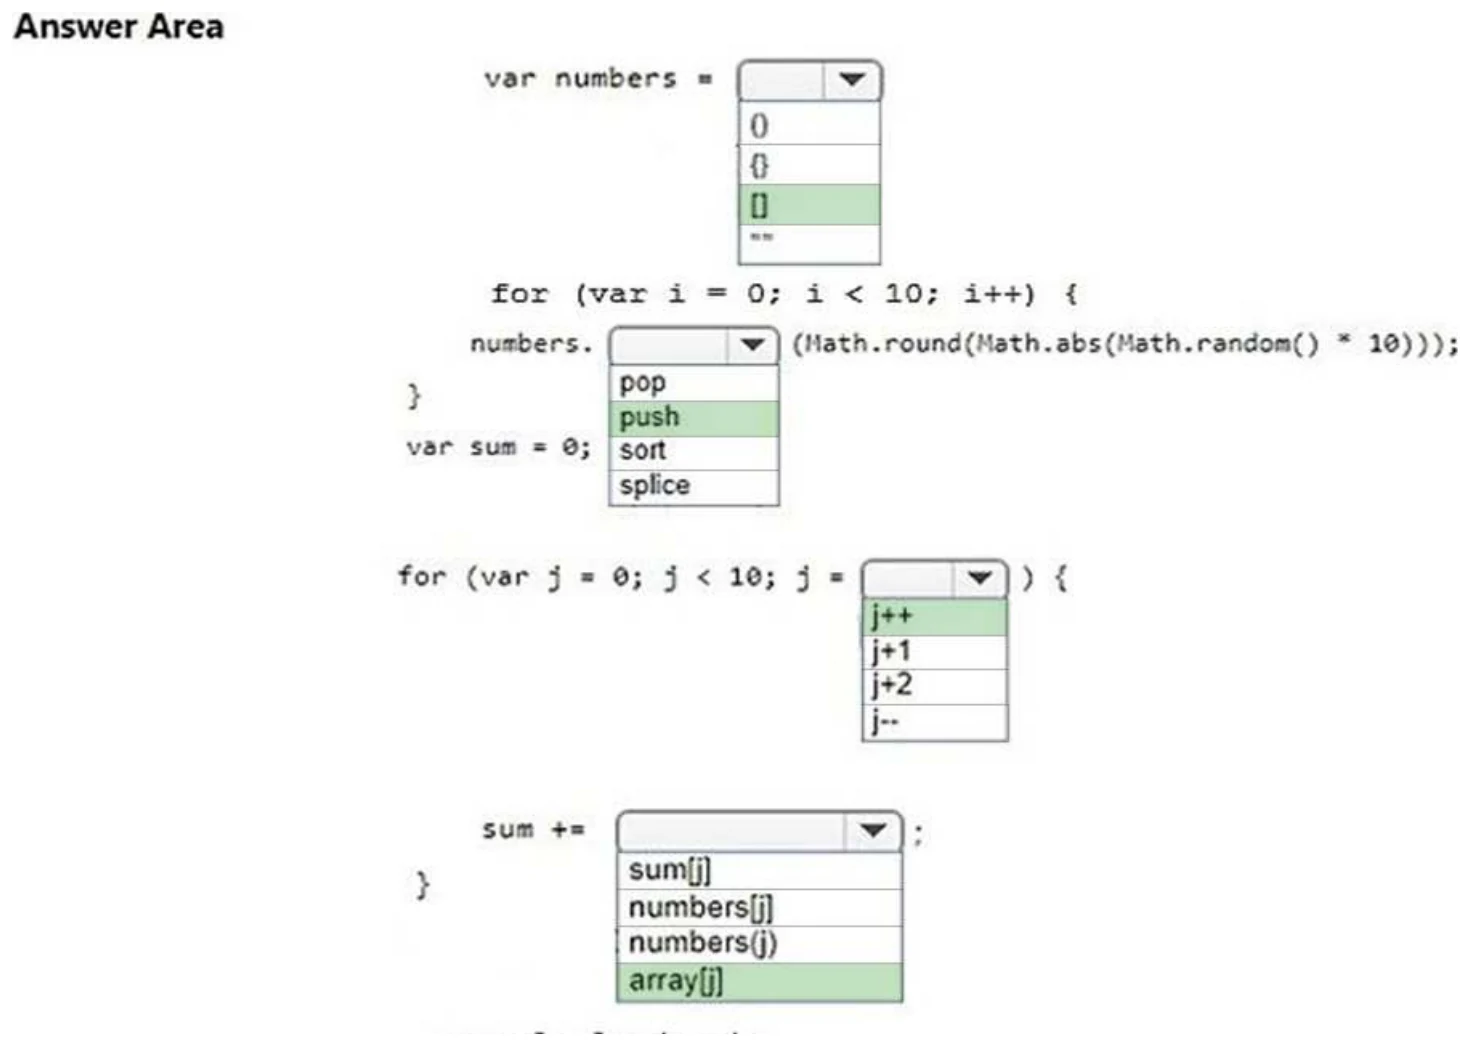 Answer Area
var numbers =
()
{}
[]
""
for (var i = 0; i < 10; i++) {
numbers. (Math.round(Math.abs(Math.random() * 10)));
pop
}
push
var sum = 0;
sort
splice
for (var j = 0; j < 10; j = ) {
j++
j+1
j+2
j--
sum += ;
sum[j]
}
numbers[j]
numbers(j)
array[j]